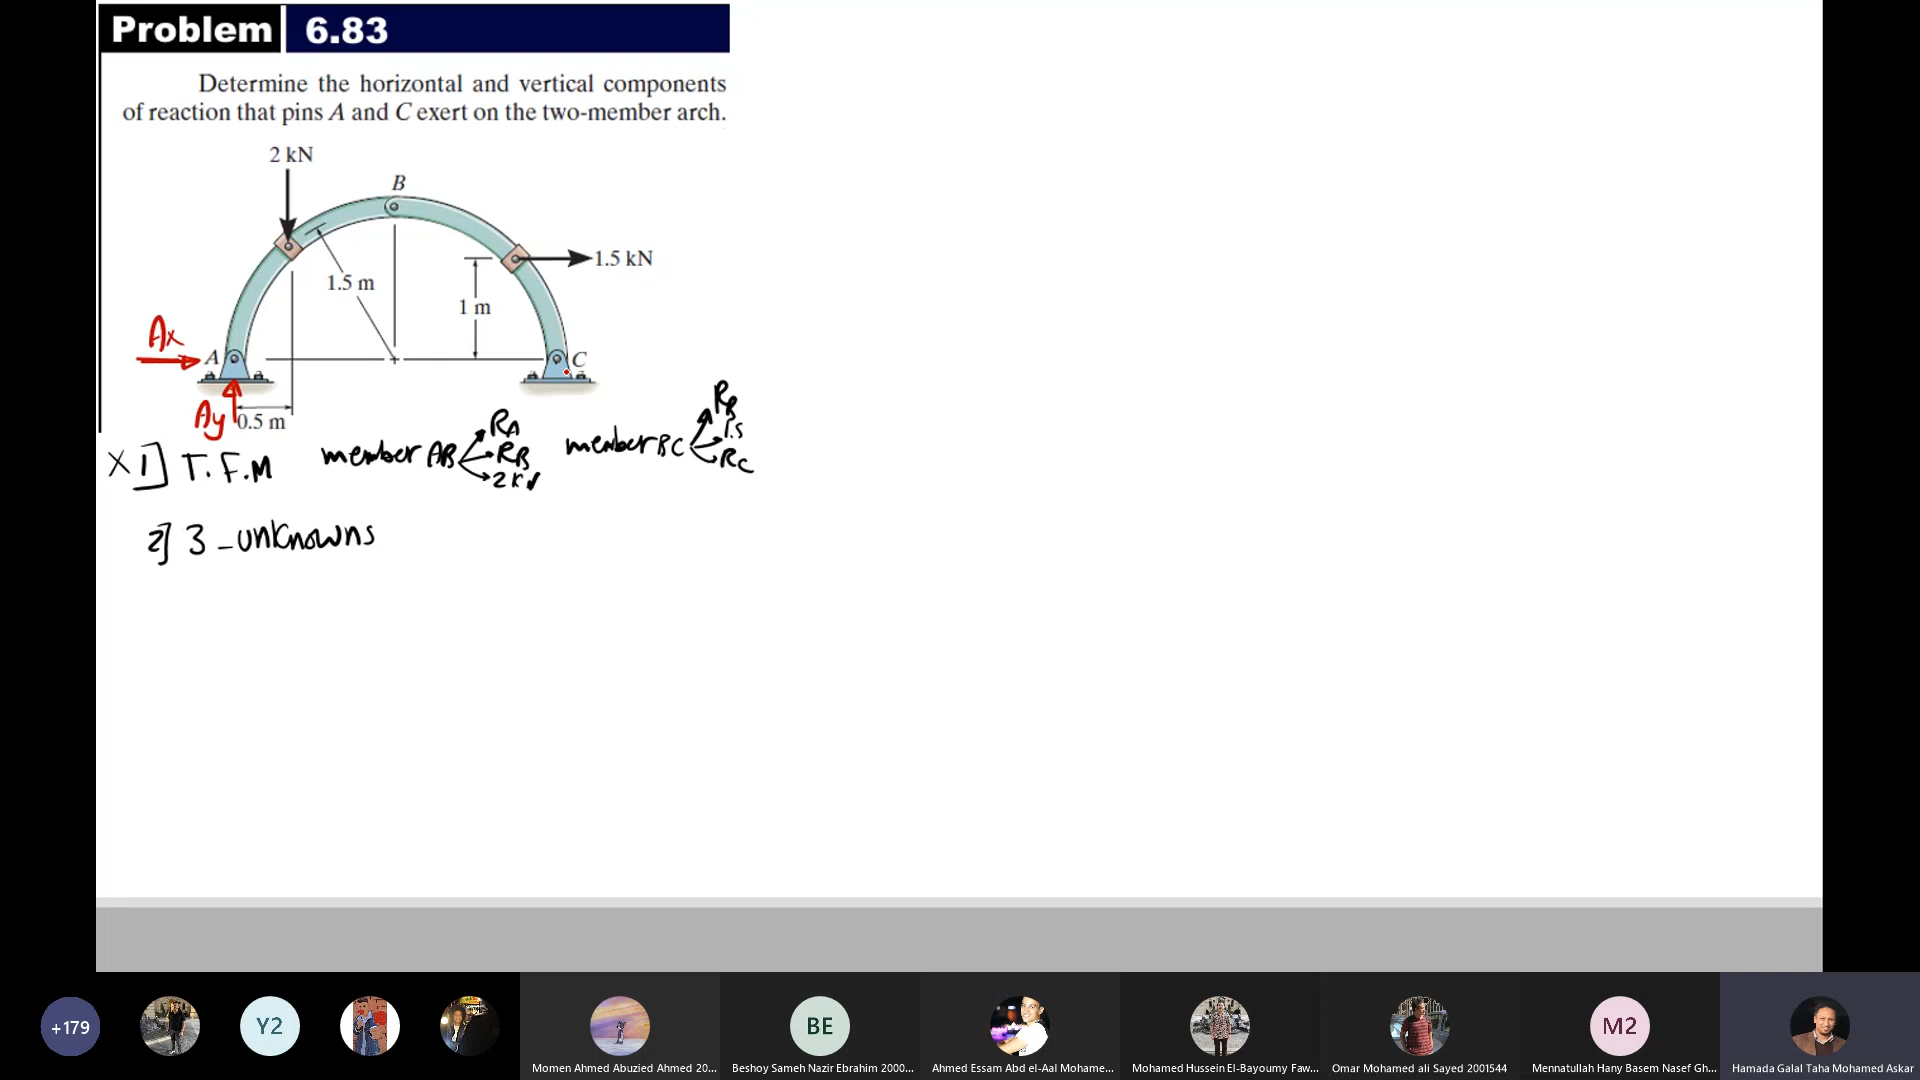 Problem 6.83
Determine the horizontal and vertical components
of reaction that pins A and C exert on the two-member arch.
2 kN
B
1.5 kN
1.5 m
1 m
Ax
A
C
Ay
0.5 m
X 1] T.F.M
member AB
RA
RB
2 kN
member BC
RB
1.5
RC
2] 3 - unknowns
+179
Y2
BE
M2
Momen Ahmed Abuzied Ahmed 20...
Beshoy Sameh Nazir Ebrahim 2000...
Ahmed Essam Abd el-Aal Mohame...
Mohamed Hussein El-Bayoumy Faw...
Omar Mohamed ali Sayed 2001544
Mennatullah Hany Basem Nasef Gh...
Hamada Galal Taha Mohamed Askar